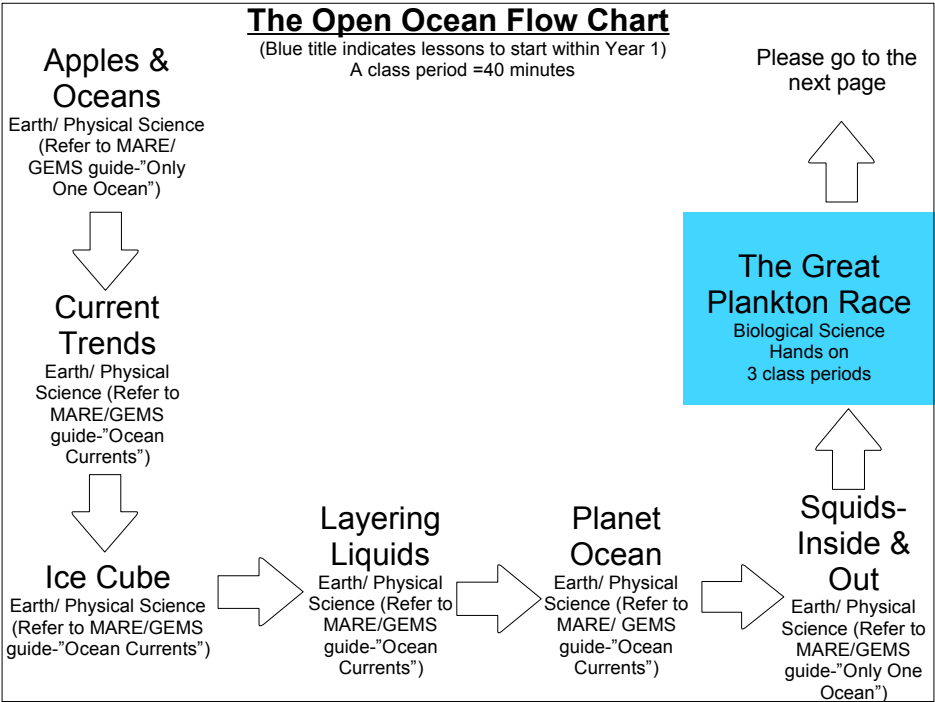 The Open Ocean Flow Chart
(Blue title indicates lessons to start within Year 1)
A class period =40 minutes
Apples &
Oceans
Earth/ Physical Science
(Refer to MARE/
GEMS guide-”Only
One Ocean”)
Current
Trends
Earth/ Physical
Science (Refer to
MARE/GEMS
guide-”Ocean
Currents”)
Ice Cube
Earth/ Physical Science
(Refer to MARE/GEMS
guide-”Ocean Currents”)
Layering
Liquids
Earth/ Physical
Science (Refer to
MARE/GEMS
guide-”Ocean
Currents”)
Planet
Ocean
Earth/ Physical
Science (Refer to
MARE/ GEMS
guide-”Ocean
Currents”)
Squids-
Inside &
Out
Earth/ Physical
Science (Refer to
MARE/GEMS
guide-”Only One
Ocean”)
The Great
Plankton Race
Biological Science
Hands on
3 class periods
Please go to the
next page